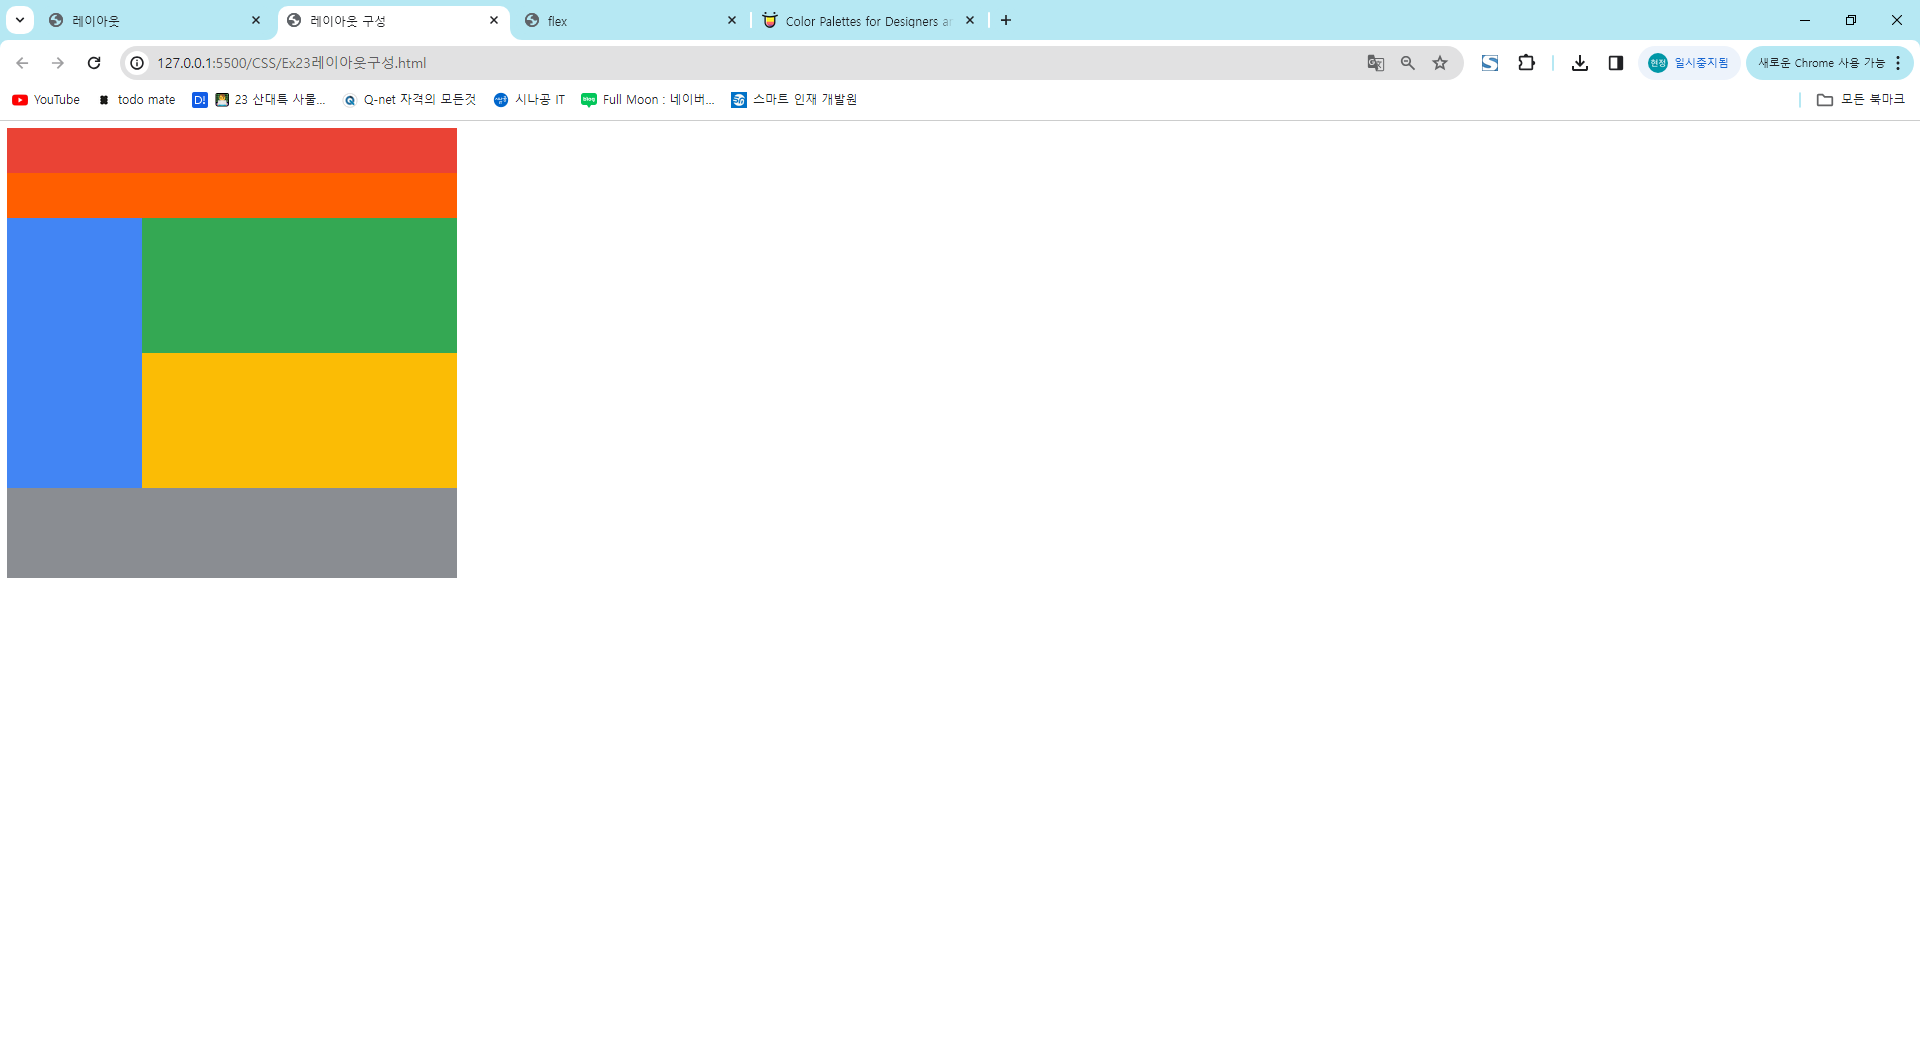 레이아웃
레이아웃 구성
flex
Color Palettes for Designers
127.0.0.1:5500/CSS/Ex23레이아웃구성.html
현정 일시중지됨
새로운 Chrome 사용 가능
YouTube
todo mate
D!
23 산대특 사물...
Q-net 자격의 모든것
시나공 IT
blog
Full Moon : 네이버...
스마트 인재 개발원
모든 북마크